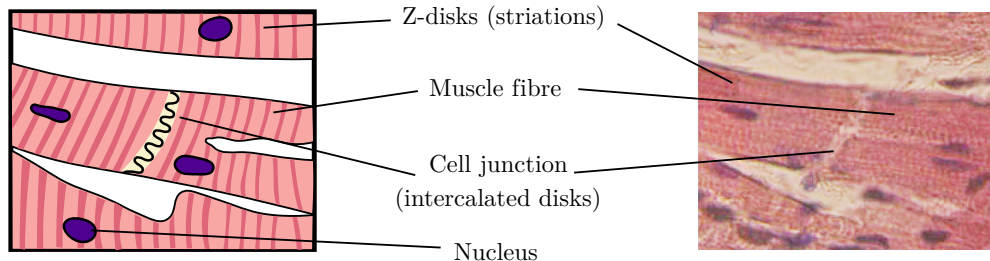 Z-disks (striations)
Muscle fibre
Cell junction
(intercalated disks)
Nucleus